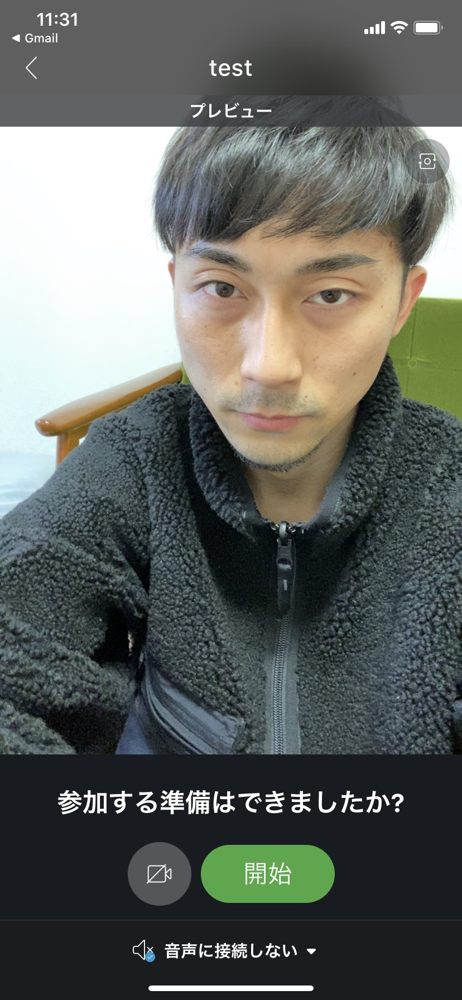 11:31
◀ Gmail
test
プレビュー
参加する準備はできましたか?
開始
音声に接続しない